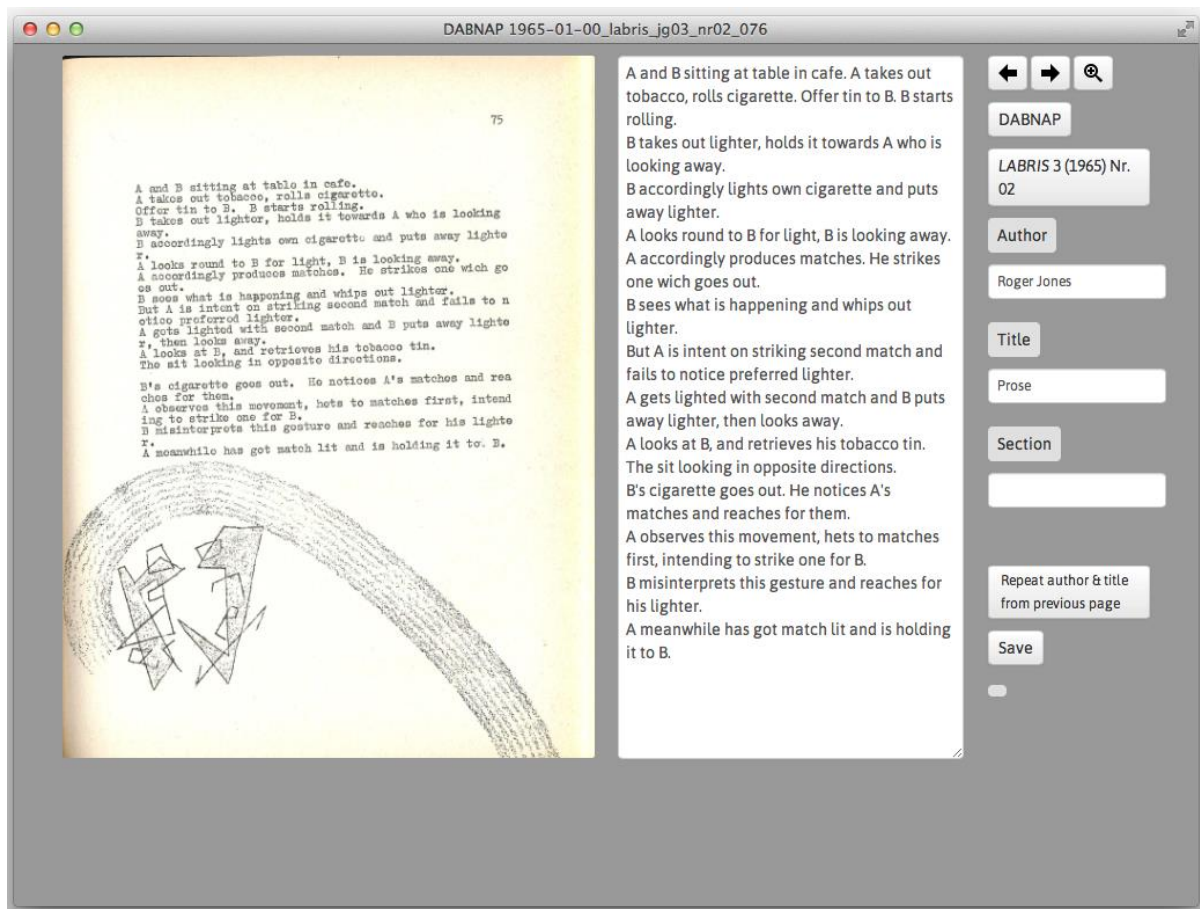 DABNAP 1965-01-00_labris_jg03_nr02_076
75
A and B sitting at table in cafe.
A takes out tobacco, rolls cigarette.
Offer tin to B. B starts rolling.
B takes out lighter, holds it towards A who is looking
away.
B accordingly lights own cigarette and puts away lighte
r.
A looks round to B for light, B is looking away.
A accordingly produces matches. He strikes one wich go
es out.
B sees what is happening and whips out lighter.
But A is intent on striking second match and fails to n
otice preferred lighter.
A gets lighted with second match and B puts away lighte
r, then looks away.
A looks at B, and retrieves his tobacco tin.
The sit looking in opposite directions.
B's cigarette goes out. He notices A's matches and rea
ches for them.
A observes this movement, hets to matches first, intend
ing to strike one for B.
B misinterprets this gesture and reaches for his lighte
r.
A meanwhile has got match lit and is holding it to B.
A and B sitting at table in cafe. A takes out
tobacco, rolls cigarette. Offer tin to B. B starts
rolling.
B takes out lighter, holds it towards A who is
looking away.
B accordingly lights own cigarette and puts
away lighter.
A looks round to B for light, B is looking away.
A accordingly produces matches. He strikes
one wich goes out.
B sees what is happening and whips out
lighter.
But A is intent on striking second match and
fails to notice preferred lighter.
A gets lighted with second match and B puts
away lighter, then looks away.
A looks at B, and retrieves his tobacco tin.
The sit looking in opposite directions.
B's cigarette goes out. He notices A's
matches and reaches for them.
A observes this movement, hets to matches
first, intending to strike one for B.
B misinterprets this gesture and reaches for
his lighter.
A meanwhile has got match lit and is holding
it to B.
DABNAP
LABRIS 3 (1965) Nr.
02
Author
Roger Jones
Title
Prose
Section
Repeat author & title
from previous page
Save